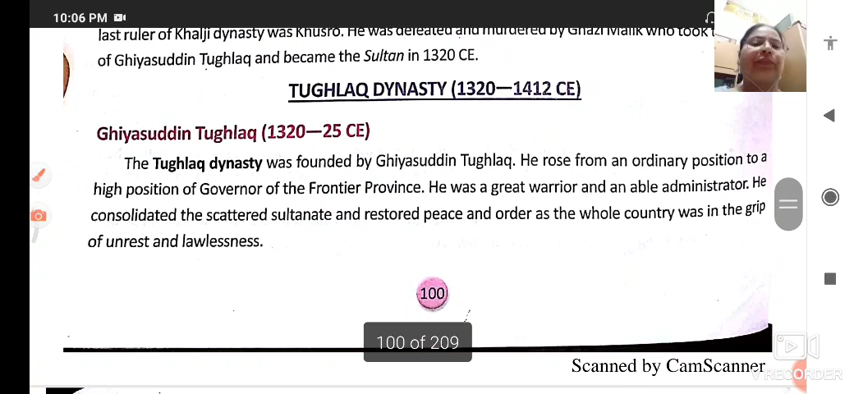 10:06 PM
last ruler of Khalji dynasty was Khusro. He was defeated and murdered by Ghazi Malik who took
of Ghiyasuddin Tughlaq and became the Sultan in 1320 CE.
TUGHLAQ DYNASTY (1320—1412 CE)
Ghiyasuddin Tughlaq (1320—25 CE)
The Tughlaq dynasty was founded by Ghiyasuddin Tughlaq. He rose from an ordinary position to a
high position of Governor of the Frontier Province. He was a great warrior and an able administrator. He
consolidated the scattered sultanate and restored peace and order as the whole country was in the grip
of unrest and lawlessness.
100
100 of 209
Scanned by CamScanner
V RECORDER